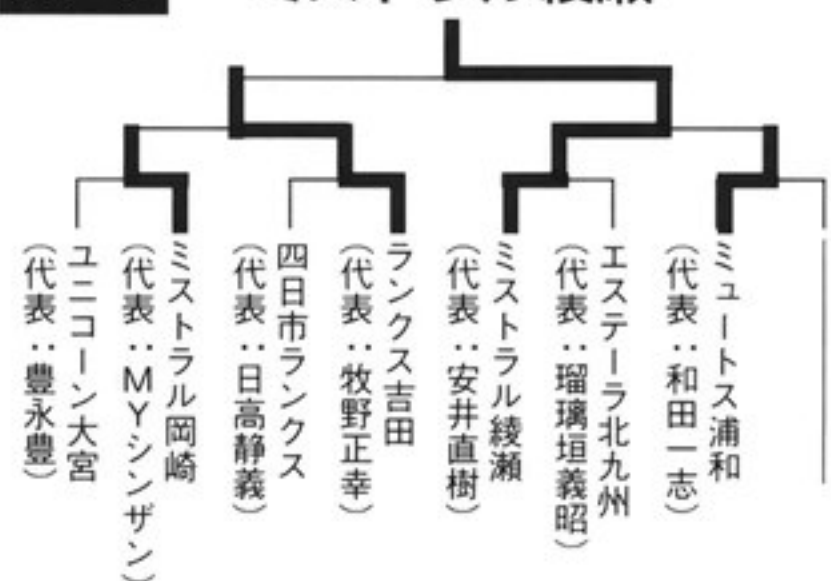 ミュートス浦和
(代表:和田一志)
エステーラ北九州
(代表:瑠璃垣義昭)
ミストラル綾瀬
(代表:安井直樹)
ランクス吉田
(代表:牧野正幸)
四日市ランクス
(代表:日高静義)
ミストラル岡崎
(代表:MYシンザン)
ユニコーン大宮
(代表:豊永豊)